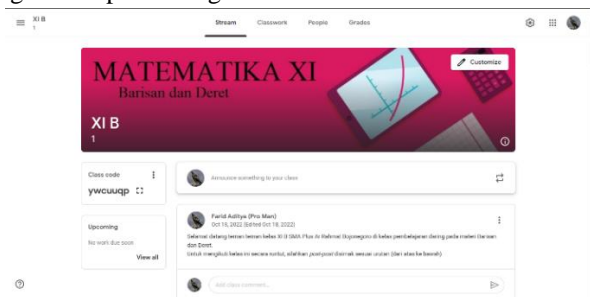 XI B
1
Stream Classwork People Grades
MATEMATIKA XI
Barisan dan Deret
Customize
XI B
1
Class code
ywcuuqp
Announce something to your class
Upcoming
No work due soon
View all
Farid Aditya (Pro Man)
Oct 19, 2022 (Edited Oct 18, 2022)
Selamat datang teman teman kelas XI B SMA Plus Ar Rahmat Bojonegoro di kelas pembelajaran daring pada materi Barisan
dan Deret.
Untuk mengikuti kelas ini secara runtut, silahkan postpost disimak sesuai urutan (dari atas ke bawah)
Add class comment...